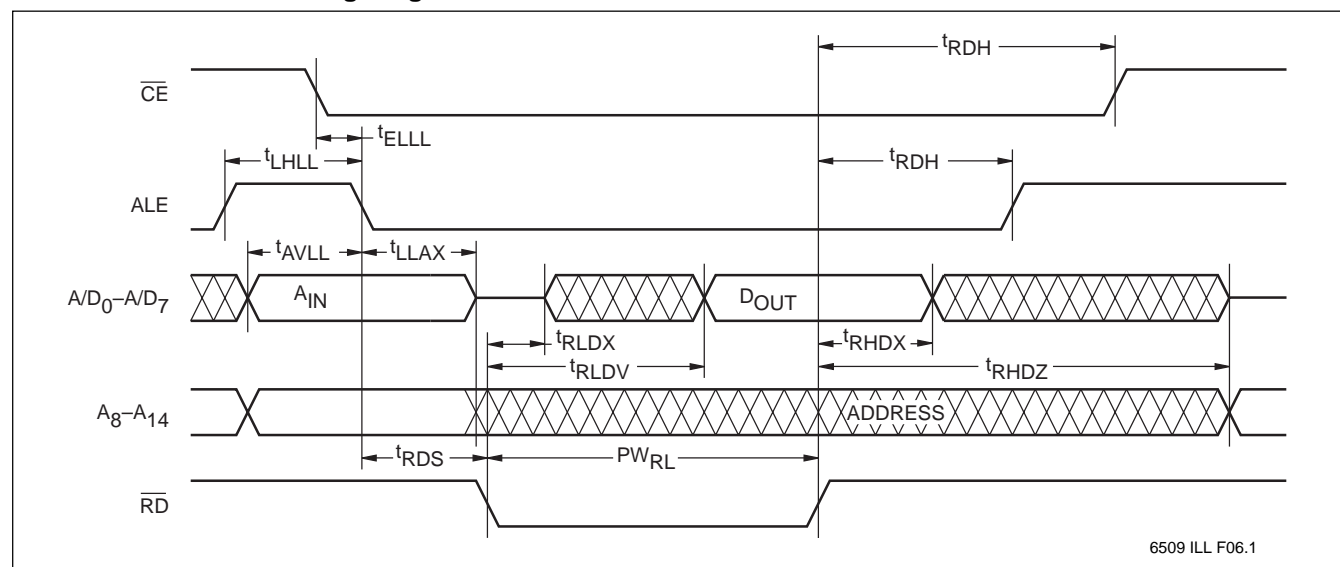 tRDH
CE
tELLL
tLHLL
tRDH
ALE
tAVLL
tLLAX
A/D0–A/D7
AIN
DOUT
tRLDX
tRHDX
tRLDV
tRHDZ
A8–A14
ADDRESS
tRDS
PWRL
RD
6509 ILL F06.1